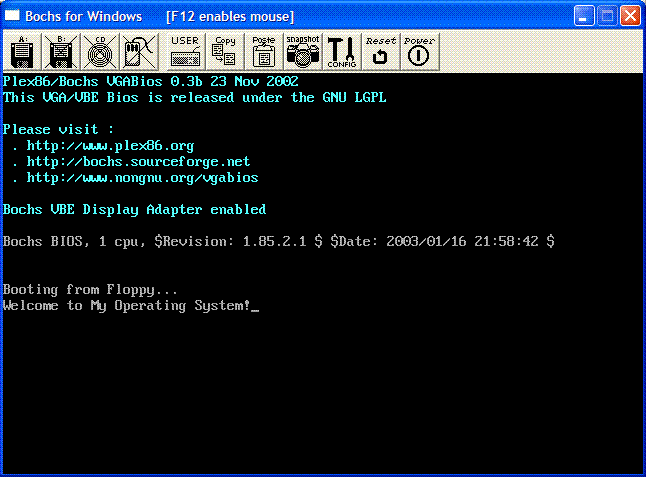 Bochs for Windows [F12 enables mouse]
A: B: CD USER Copy Paste snapshot CONFIG Reset Power
Plex86/Bochs VGABios 0.3b 23 Nov 2002
This VGA/VBE Bios is released under the GNU LGPL
Please visit :
. http://www.plex86.org
. http://bochs.sourceforge.net
. http://www.nongnu.org/vgabios
Bochs VBE Display Adapter enabled
Bochs BIOS, 1 cpu, $Revision: 1.85.2.1 $ $Date: 2003/01/16 21:58:42 $
Booting from Floppy...
Welcome to My Operating System!_